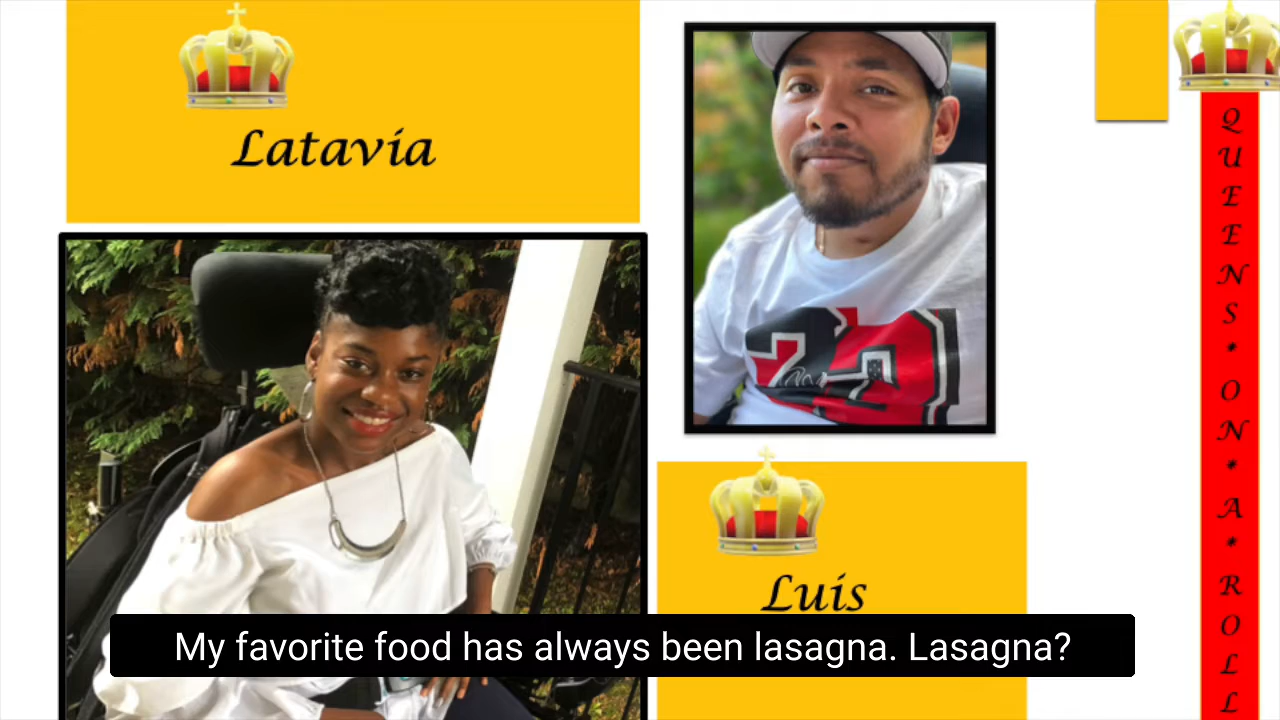 Latavia
Luis
My favorite food has always been lasagna. Lasagna?
QUEENS* ON* A* ROLL